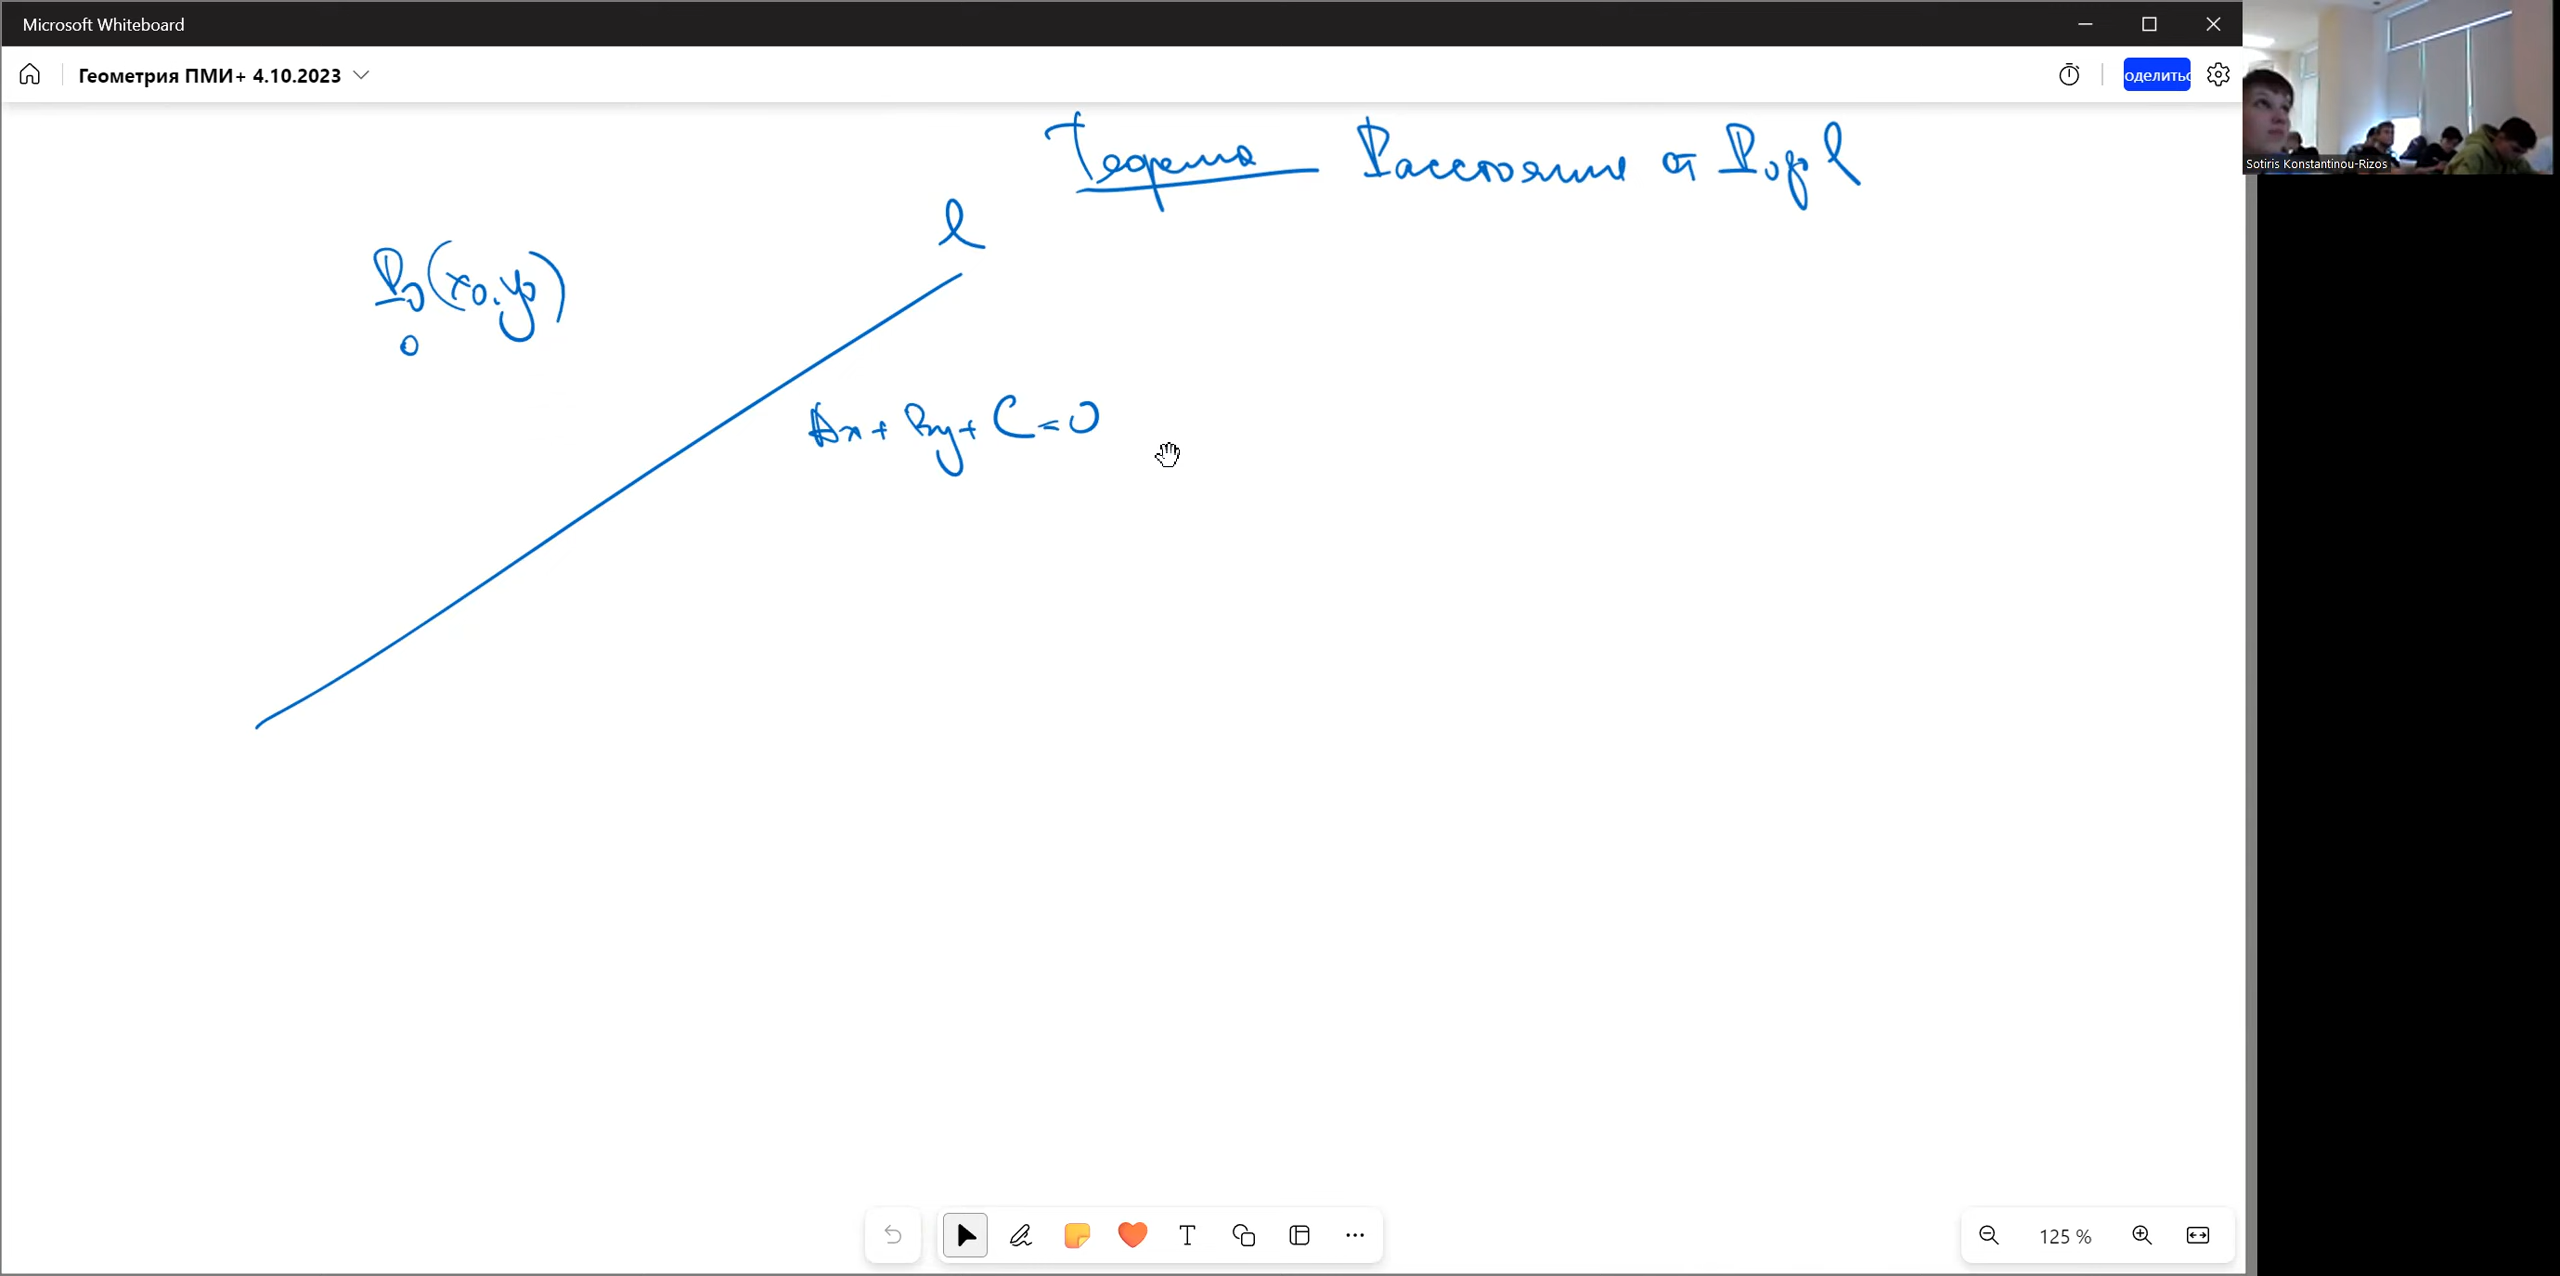 Microsoft Whiteboard
Геометрия ПМИ+ 4.10.2023
оделитьс
Sotiris Konstantinou-Rizos
Теорема Расстояние от P₀ до l
l
P₀(x₀, y₀)
Ax + By + C = 0
125 %